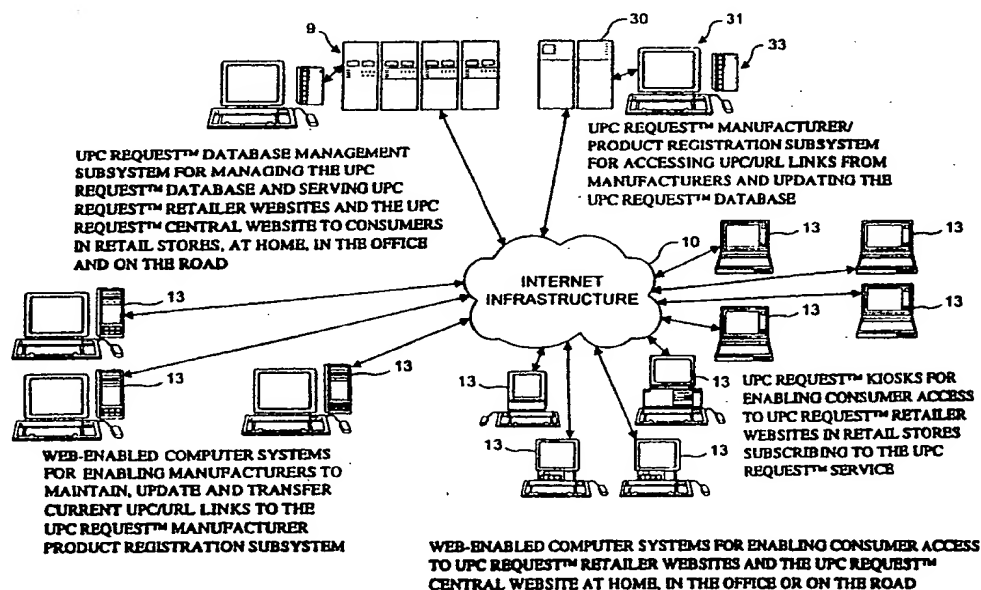 9
30
31
33
UPC REQUEST™ DATABASE MANAGEMENT
SUBSYSTEM FOR MANAGING THE UPC
REQUEST™ DATABASE AND SERVING UPC
REQUEST™ RETAILER WEBSITES AND THE UPC
REQUEST™ CENTRAL WEBSITE TO CONSUMERS
IN RETAIL STORES, AT HOME, IN THE OFFICE
AND ON THE ROAD
UPC REQUEST™ MANUFACTURER/
PRODUCT REGISTRATION SUBSYSTEM
FOR ACCESSING UPC/URL LINKS FROM
MANUFACTURERS AND UPDATING THE
UPC REQUEST™ DATABASE
10
INTERNET
INFRASTRUCTURE
13
13
13
13
13
13
13
WEB-ENABLED COMPUTER SYSTEMS
FOR ENABLING MANUFACTURERS TO
MAINTAIN, UPDATE AND TRANSFER
CURRENT UPC/URL LINKS TO THE
UPC REQUEST™ MANUFACTURER
PRODUCT REGISTRATION SUBSYSTEM
13
13
13
13
UPC REQUEST™ KIOSKS FOR
ENABLING CONSUMER ACCESS
TO UPC REQUEST™ RETAILER
WEBSITES IN RETAIL STORES
SUBSCRIBING TO THE UPC
REQUEST™ SERVICE
WEB-ENABLED COMPUTER SYSTEMS FOR ENABLING CONSUMER ACCESS
TO UPC REQUEST™ RETAILER WEBSITES AND THE UPC REQUEST™
CENTRAL WEBSITE AT HOME, IN THE OFFICE OR ON THE ROAD